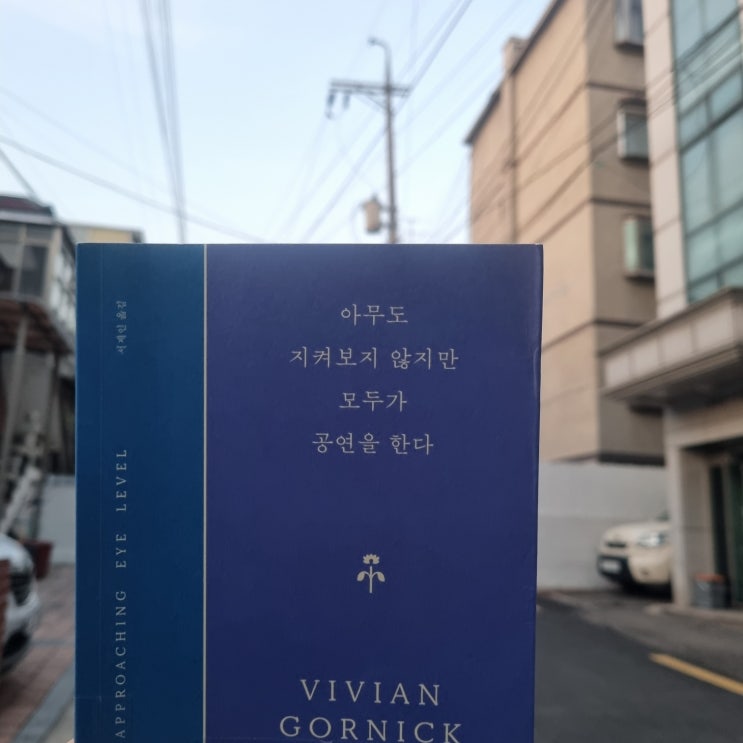 아무도
지켜보지 않지만
모두가
공연을 한다
VIVIAN
GORNICK
APPROACHING EYE LEVEL
서제인 옮김